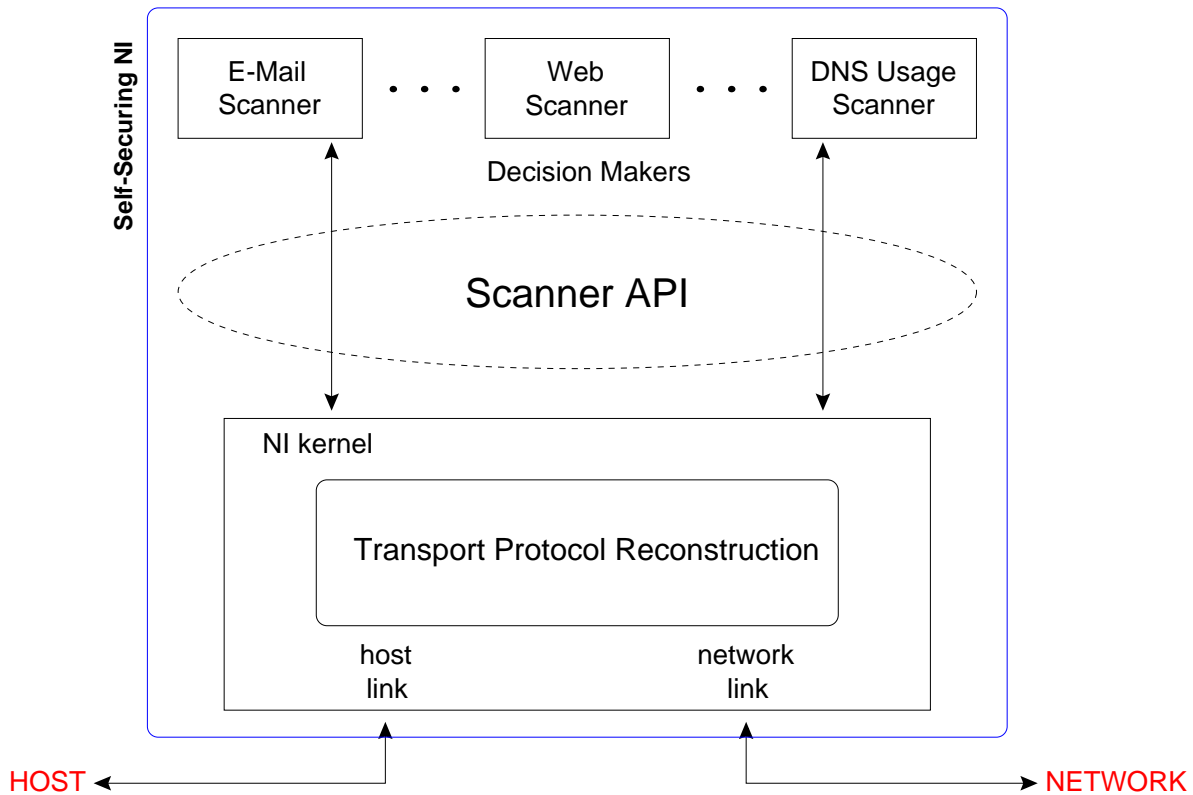 Self-Securing NI
E-Mail
Scanner
. . .
Web
Scanner
. . .
DNS Usage
Scanner
Decision Makers
Scanner API
NI kernel
Transport Protocol Reconstruction
host
link
network
link
HOST
NETWORK